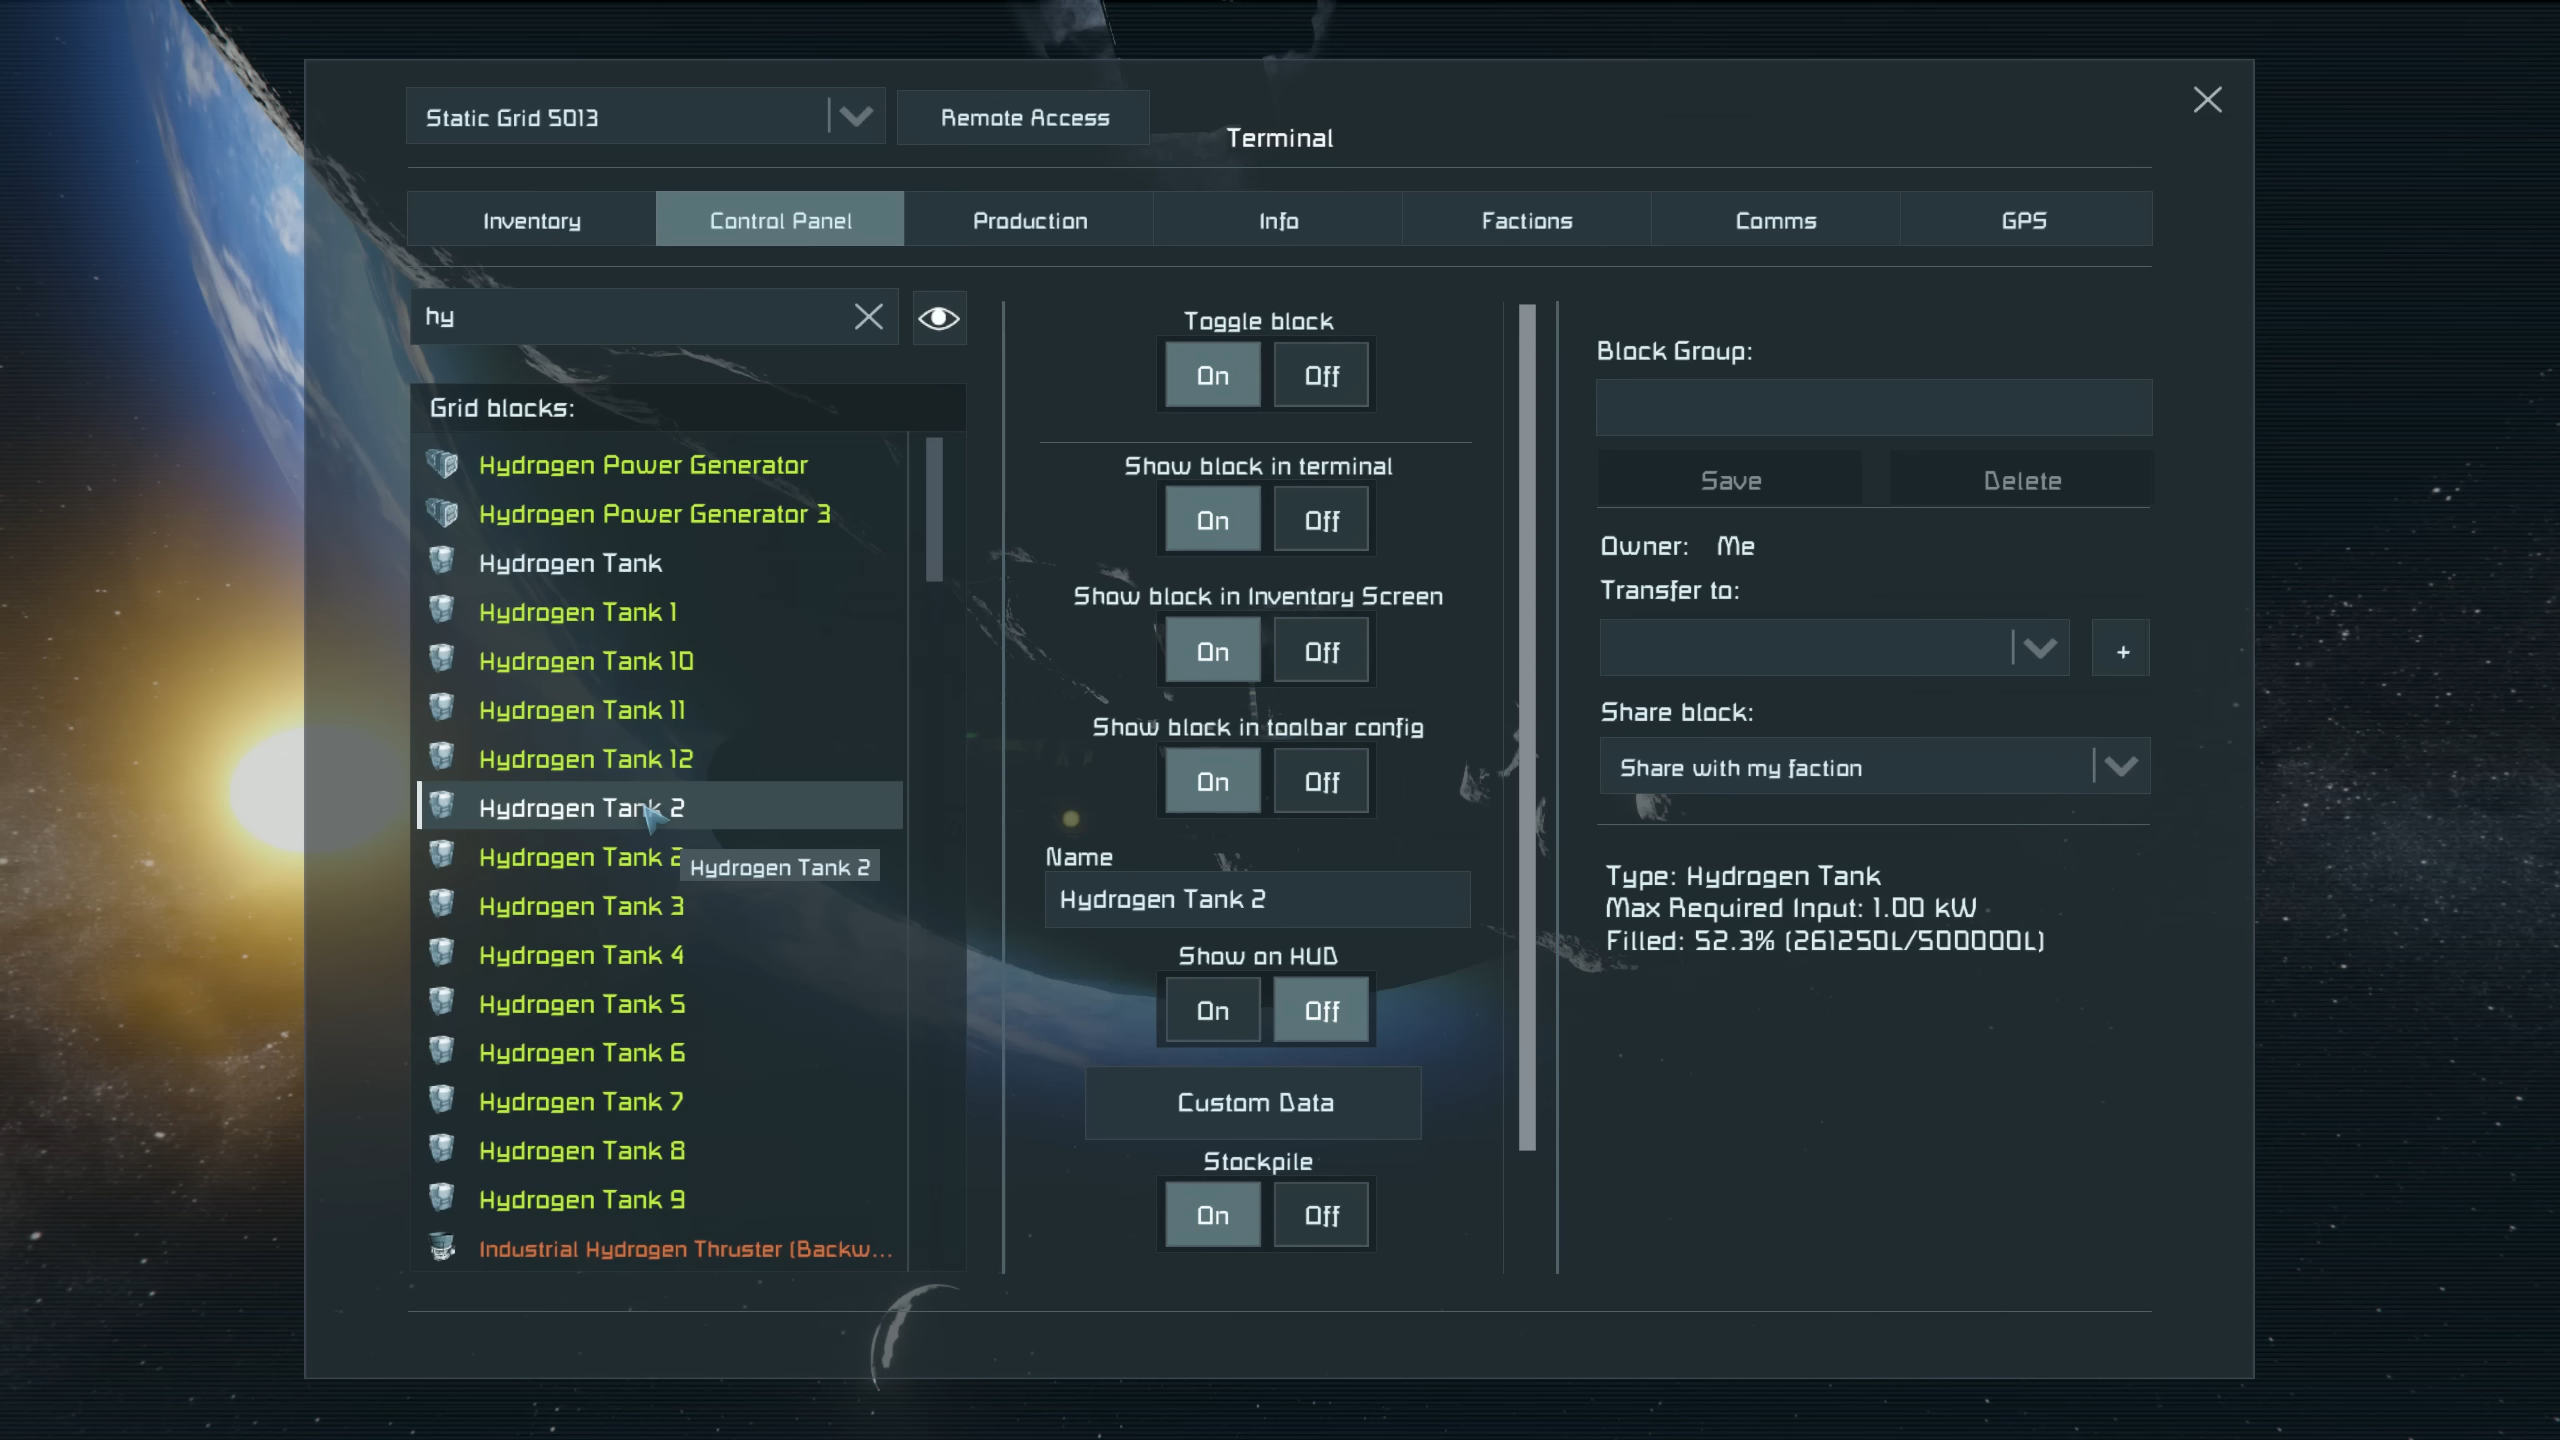 Static Grid 5013
Remote Access
Terminal
Inventory
Control Panel
Production
Info
Factions
Comms
GPS
hy
Grid blocks:
Hydrogen Power Generator
Hydrogen Power Generator 3
Hydrogen Tank
Hydrogen Tank 1
Hydrogen Tank 10
Hydrogen Tank 11
Hydrogen Tank 12
Hydrogen Tank 2
Hydrogen Tank 2
Hydrogen Tank 2
Hydrogen Tank 3
Hydrogen Tank 4
Hydrogen Tank 5
Hydrogen Tank 6
Hydrogen Tank 7
Hydrogen Tank 8
Hydrogen Tank 9
Industrial Hydrogen Thruster (Backw...
Toggle block
On Off
Show block in terminal
On Off
Show block in Inventory Screen
On Off
Show block in toolbar config
On Off
Name
Hydrogen Tank 2
Show on HUD
On Off
Custom Data
Stockpile
On Off
Block Group:
Save
Delete
Owner: Me
Transfer to:
+
Share block:
Share with my faction
Type: Hydrogen Tank
Max Required Input: 1.00 kW
Filled: 52.3% (261250L/500000L)